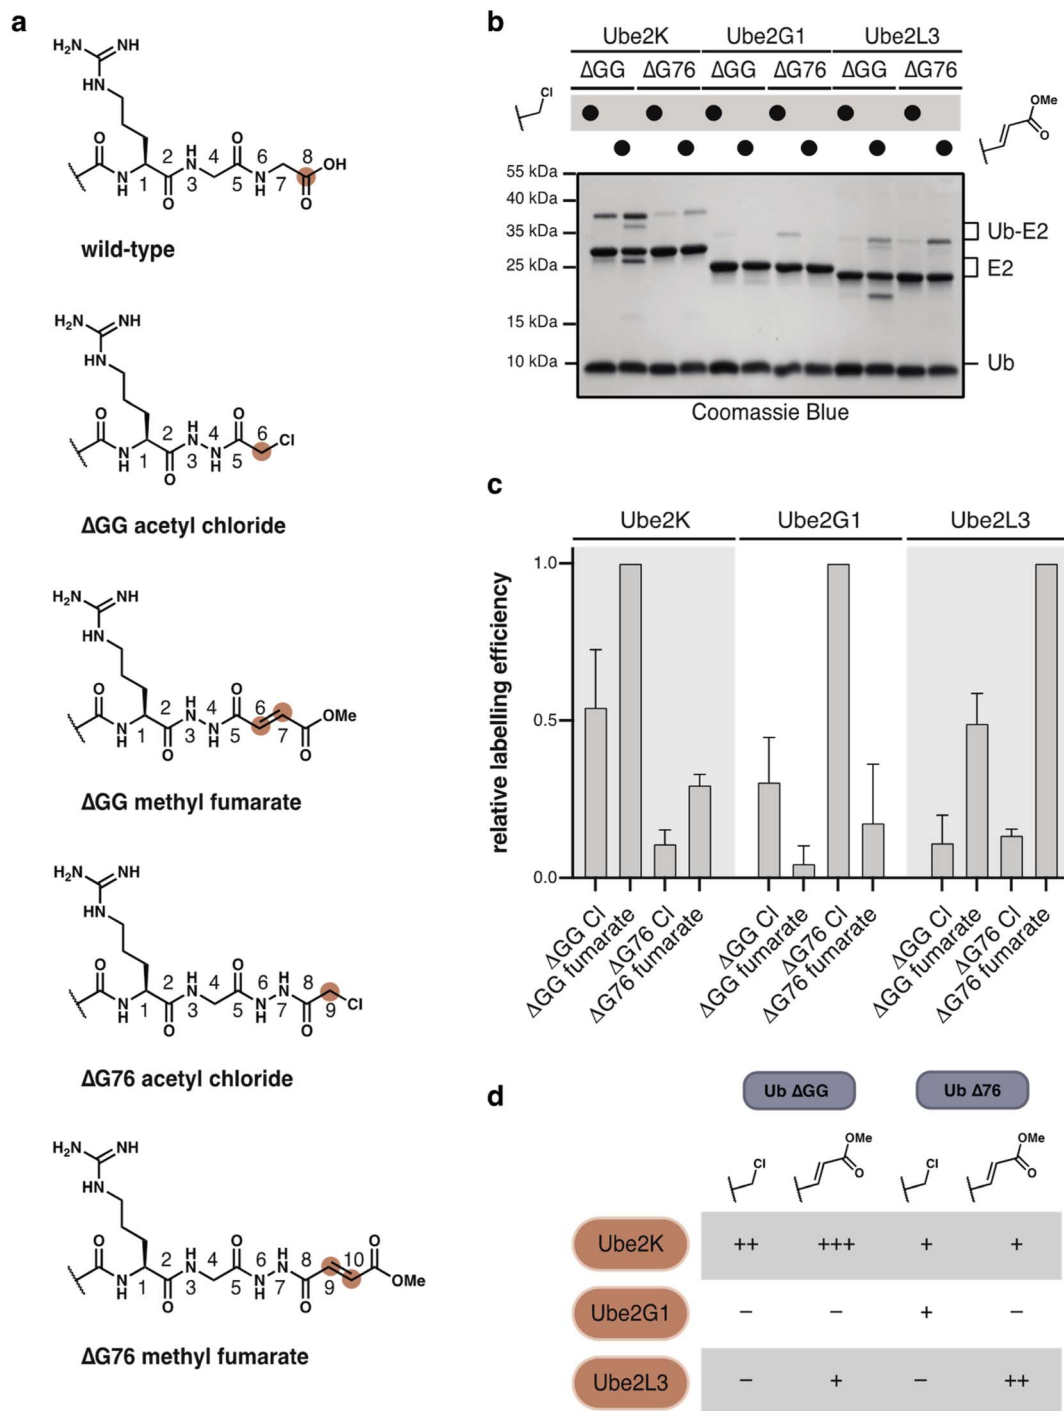 a
H₂N NH
HN
O
H
N 2 N 4 O 6 8 OH
N 1 3 5 N 7
H O H O
wild-type
H₂N NH
HN
O H O
2 N 4 6 Cl
N 1 3 N 5
H O H
ΔGG acetyl chloride
H₂N NH
HN
O H O
2 N 4 6 OMe
N 1 3 N 5 7
H O H O
ΔGG methyl fumarate
H₂N NH
HN
O H O H
2 N 4 6 N 8 Cl
N 1 3 5 N 7 9
H O H O
ΔG76 acetyl chloride
H₂N NH
HN
O H O H O
2 N 4 6 N 8 10 OMe
N 1 3 5 N 7 9
H O H O
ΔG76 methyl fumarate
b
Ube2K Ube2G1 Ube2L3
ΔGG ΔG76 ΔGG ΔG76 ΔGG ΔG76
Cl
OMe
O
55 kDa
40 kDa
35 kDa
25 kDa
15 kDa
10 kDa
Ub-E2
E2
Ub
Coomassie Blue
c
Ube2K Ube2G1 Ube2L3
relative labelling efficiency
1.0
0.5
0.0
ΔGG Cl
ΔGG fumarate
ΔG76 Cl
ΔG76 fumarate
ΔGG Cl
ΔGG fumarate
ΔG76 Cl
ΔG76 fumarate
ΔGG Cl
ΔGG fumarate
ΔG76 Cl
ΔG76 fumarate
d
Ub ΔGG Ub Δ76
Cl OMe O Cl OMe O
Ube2K ++ +++ + +
Ube2G1 – – + –
Ube2L3 – + – ++